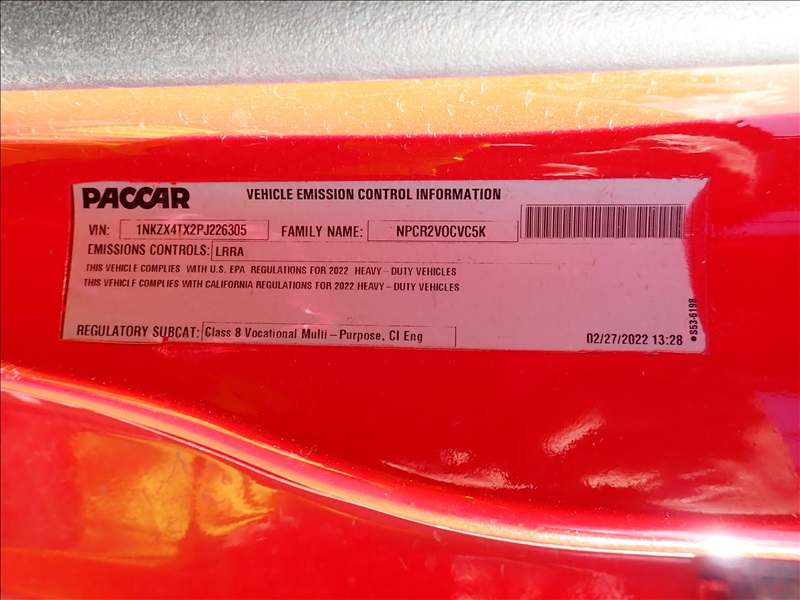 PACCAR VEHICLE EMISSION CONTROL INFORMATION
VIN: 1NKZX4TX2PJ226305 FAMILY NAME: NPCR2VOCVC5K
EMISSIONS CONTROLS: LRRA
THIS VEHICLE COMPLIES WITH U.S. EPA REGULATIONS FOR 2022 HEAVY-DUTY VEHICLES
THIS VEHICLE COMPLIES WITH CALIFORNIA REGULATIONS FOR 2022 HEAVY-DUTY VEHICLES
REGULATORY SUBCAT: Class 8 Vocational Multi-Purpose, CI Eng
02/27/2022 13:28
●S53-6198